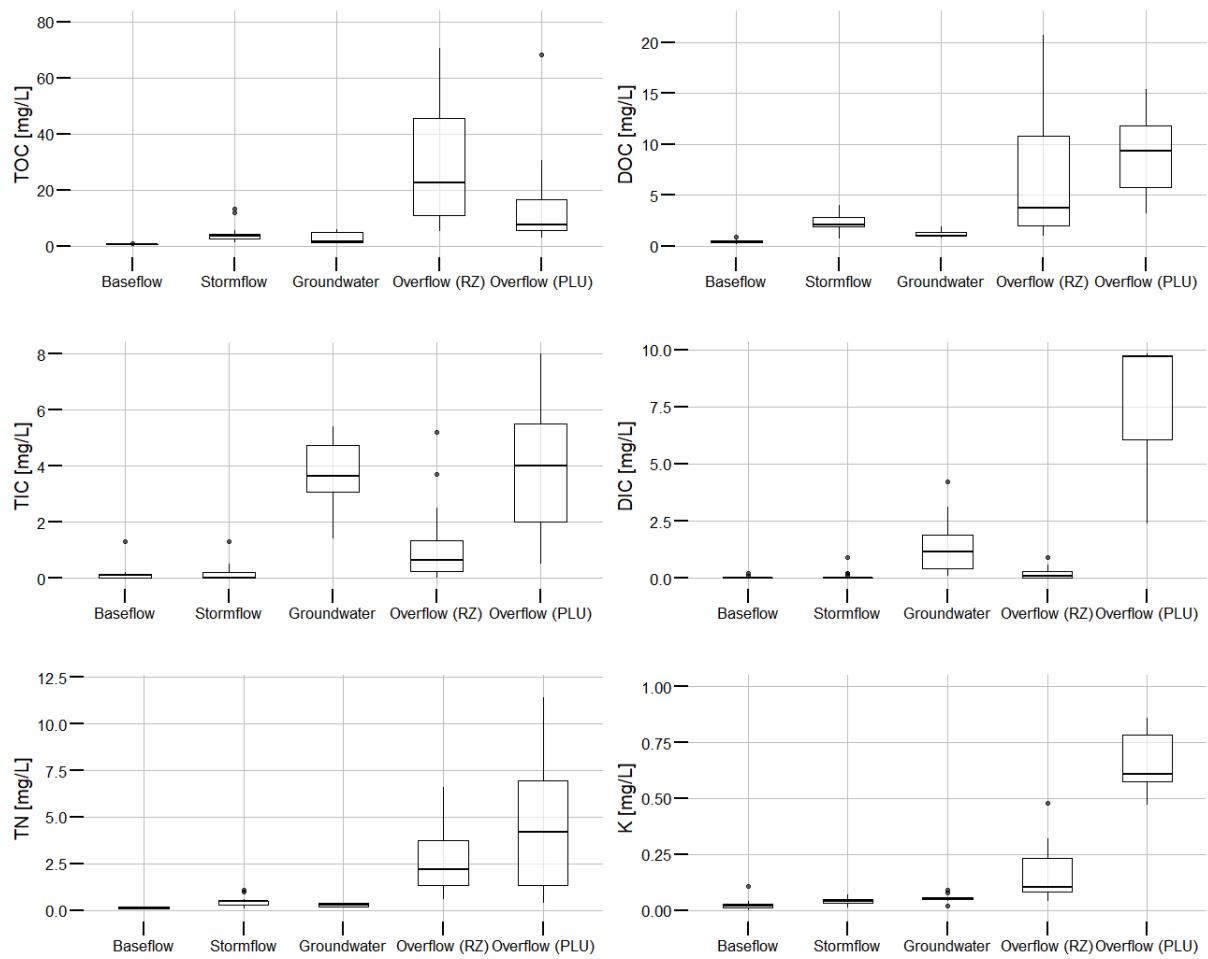 TOC [mg/L]
80
60
40
20
0
Baseflow Stormflow Groundwater Overflow (RZ) Overflow (PLU)
DOC [mg/L]
20
15
10
5
0
Baseflow Stormflow Groundwater Overflow (RZ) Overflow (PLU)
TIC [mg/L]
8
6
4
2
0
Baseflow Stormflow Groundwater Overflow (RZ) Overflow (PLU)
DIC [mg/L]
10.0
7.5
5.0
2.5
0.0
Baseflow Stormflow Groundwater Overflow (RZ) Overflow (PLU)
TN [mg/L]
12.5
10.0
7.5
5.0
2.5
0.0
Baseflow Stormflow Groundwater Overflow (RZ) Overflow (PLU)
K [mg/L]
1.00
0.75
0.50
0.25
0.00
Baseflow Stormflow Groundwater Overflow (RZ) Overflow (PLU)